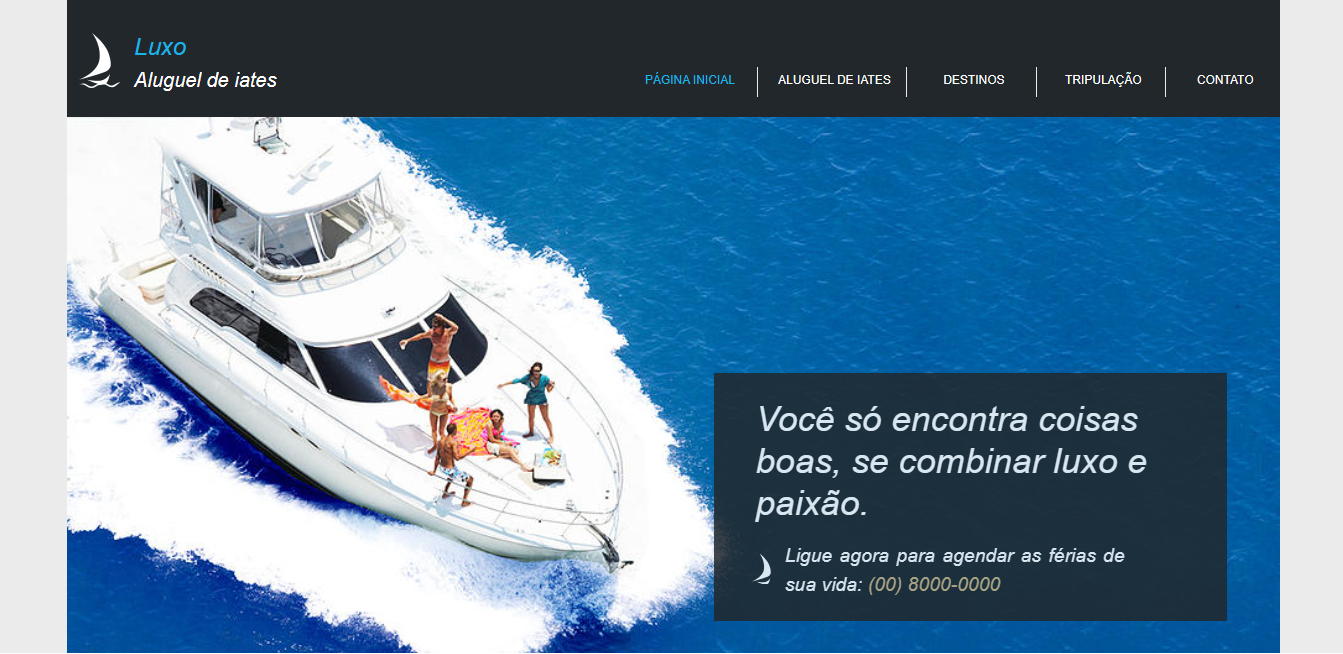 Luxo
Aluguel de iates
PÁGINA INICIAL
ALUGUEL DE IATES
DESTINOS
TRIPULAÇÃO
CONTATO
Você só encontra coisas
boas, se combinar luxo e
paixão.
Ligue agora para agendar as férias de
sua vida: (00) 8000-0000